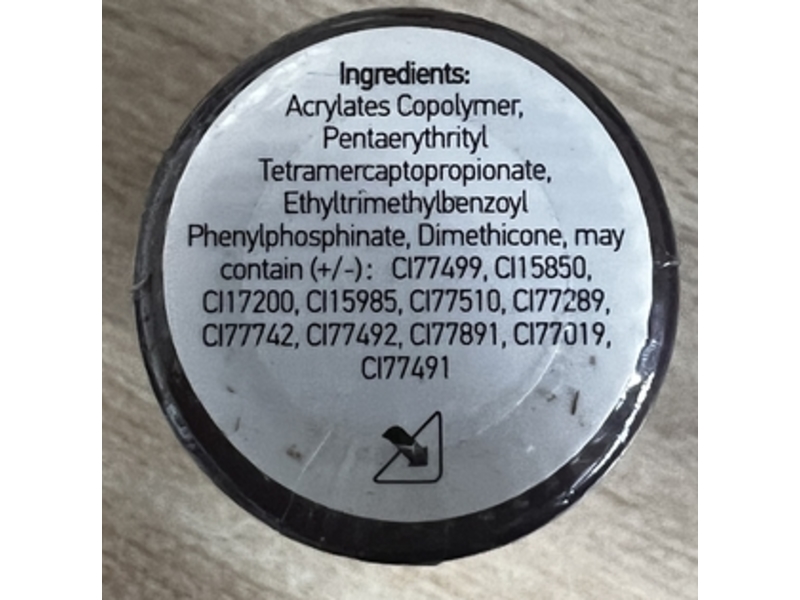 Ingredients:
Acrylates Copolymer,
Pentaerythrityl
Tetramercaptopropionate,
Ethyltrimethylbenzoyl
Phenylphosphinate, Dimethicone, may
contain (+/-): CI77499, CI15850,
CI17200, CI15985, CI77510, CI77289,
CI77742, CI77492, CI77891, CI77019,
CI77491